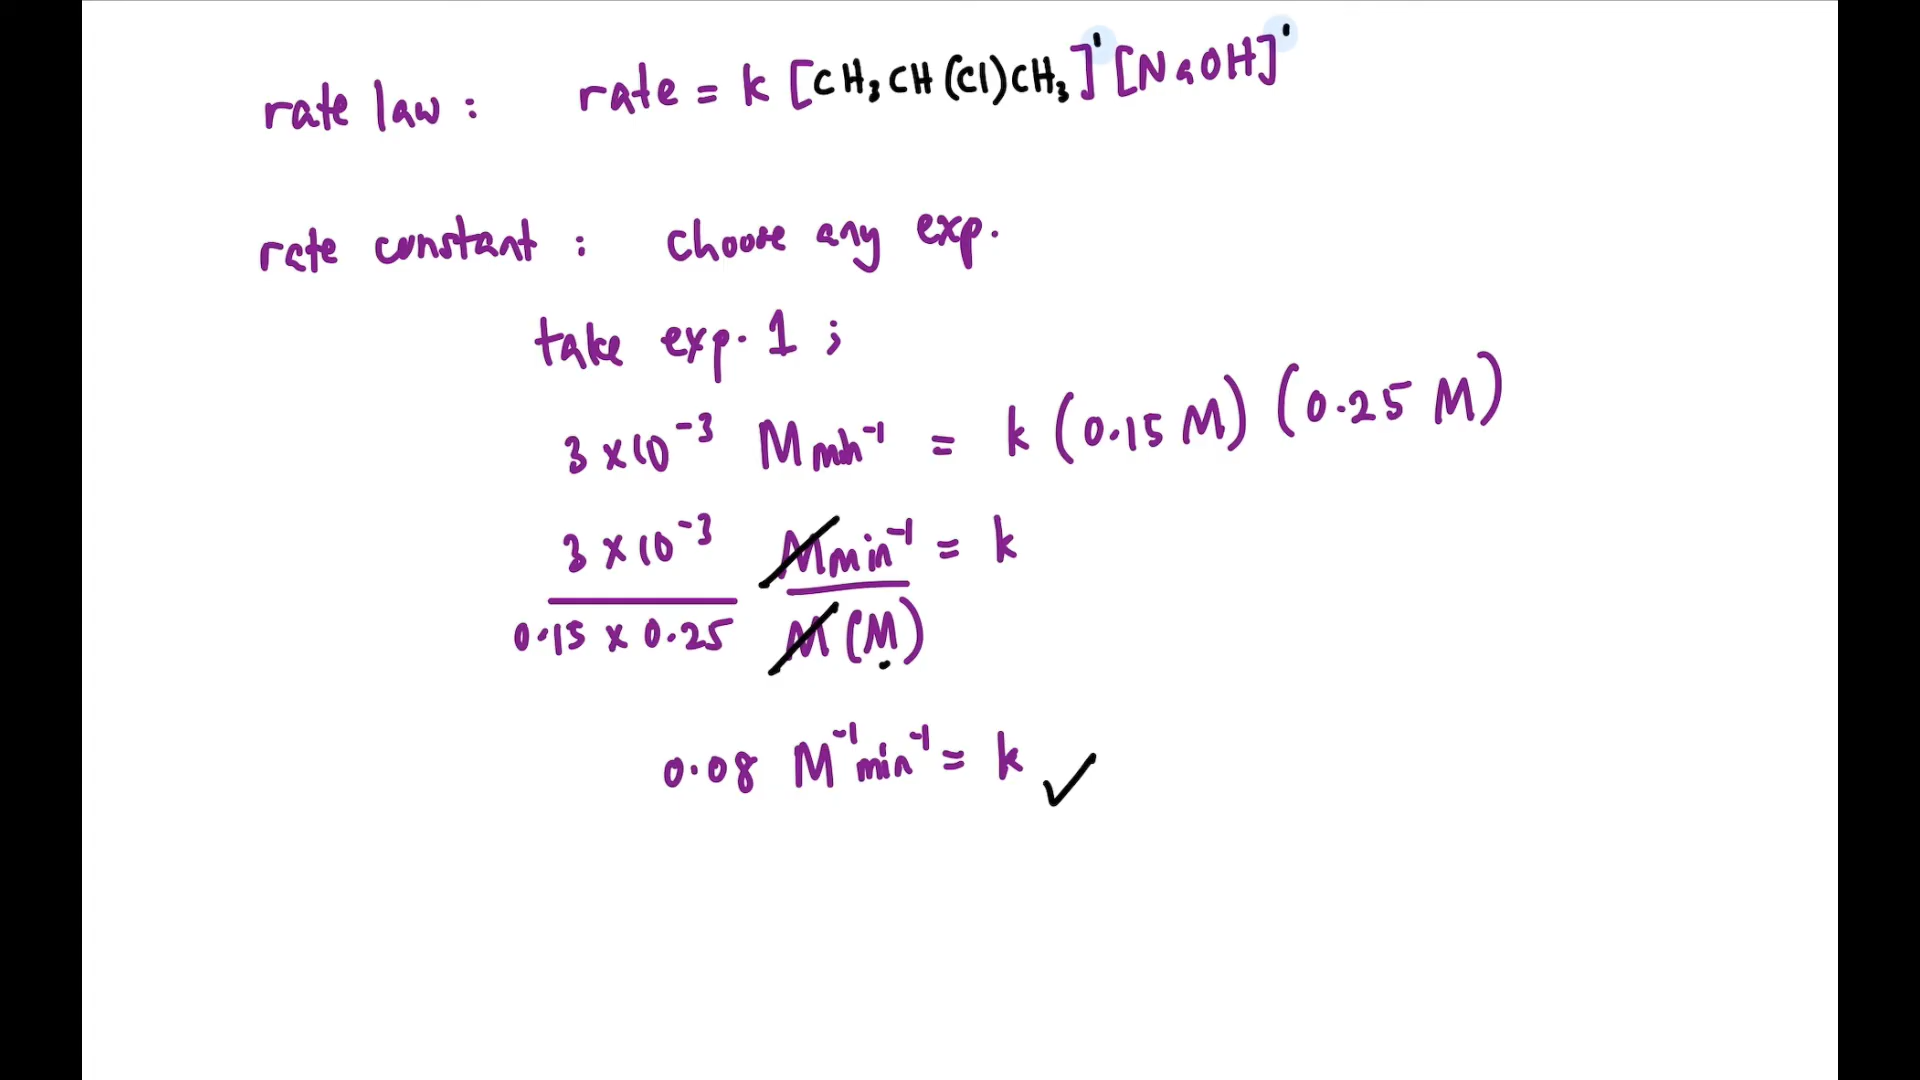 rate law : rate = k [CH₃CH(Cl)CH₃]¹ [NaOH]¹
rate constant : choose any exp.
take exp. 1 ;
3 × 10⁻³ M min⁻¹ = k (0.15 M) (0.25 M)
3 × 10⁻³ M min⁻¹ = k
0.15 × 0.25 M (M)
0.08 M⁻¹ min⁻¹ = k ✓